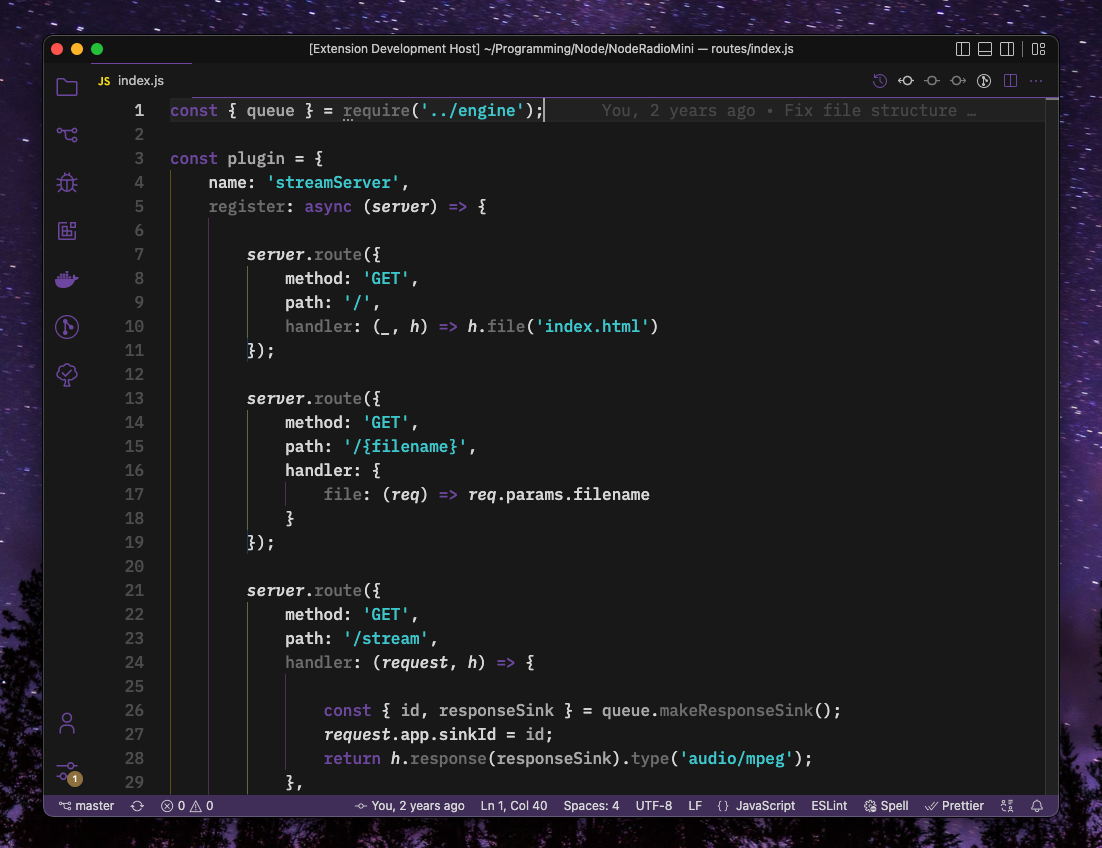 [Extension Development Host] ~/Programming/Node/NodeRadioMini — routes/index.js
JS index.js
1 const { queue } = require('../engine'); You, 2 years ago • Fix file structure …
2
3 const plugin = {
4 name: 'streamServer',
5 register: async (server) => {
6
7 server.route({
8 method: 'GET',
9 path: '/',
10 handler: (_, h) => h.file('index.html')
11 });
12
13 server.route({
14 method: 'GET',
15 path: '/{filename}',
16 handler: {
17 file: (req) => req.params.filename
18 }
19 });
20
21 server.route({
22 method: 'GET',
23 path: '/stream',
24 handler: (request, h) => {
25
26 const { id, responseSink } = queue.makeResponseSink();
27 request.app.sinkId = id;
28 return h.response(responseSink).type('audio/mpeg');
29 },
1
master 0 0 You, 2 years ago Ln 1, Col 40 Spaces: 4 UTF-8 LF {} JavaScript ESLint Spell Prettier